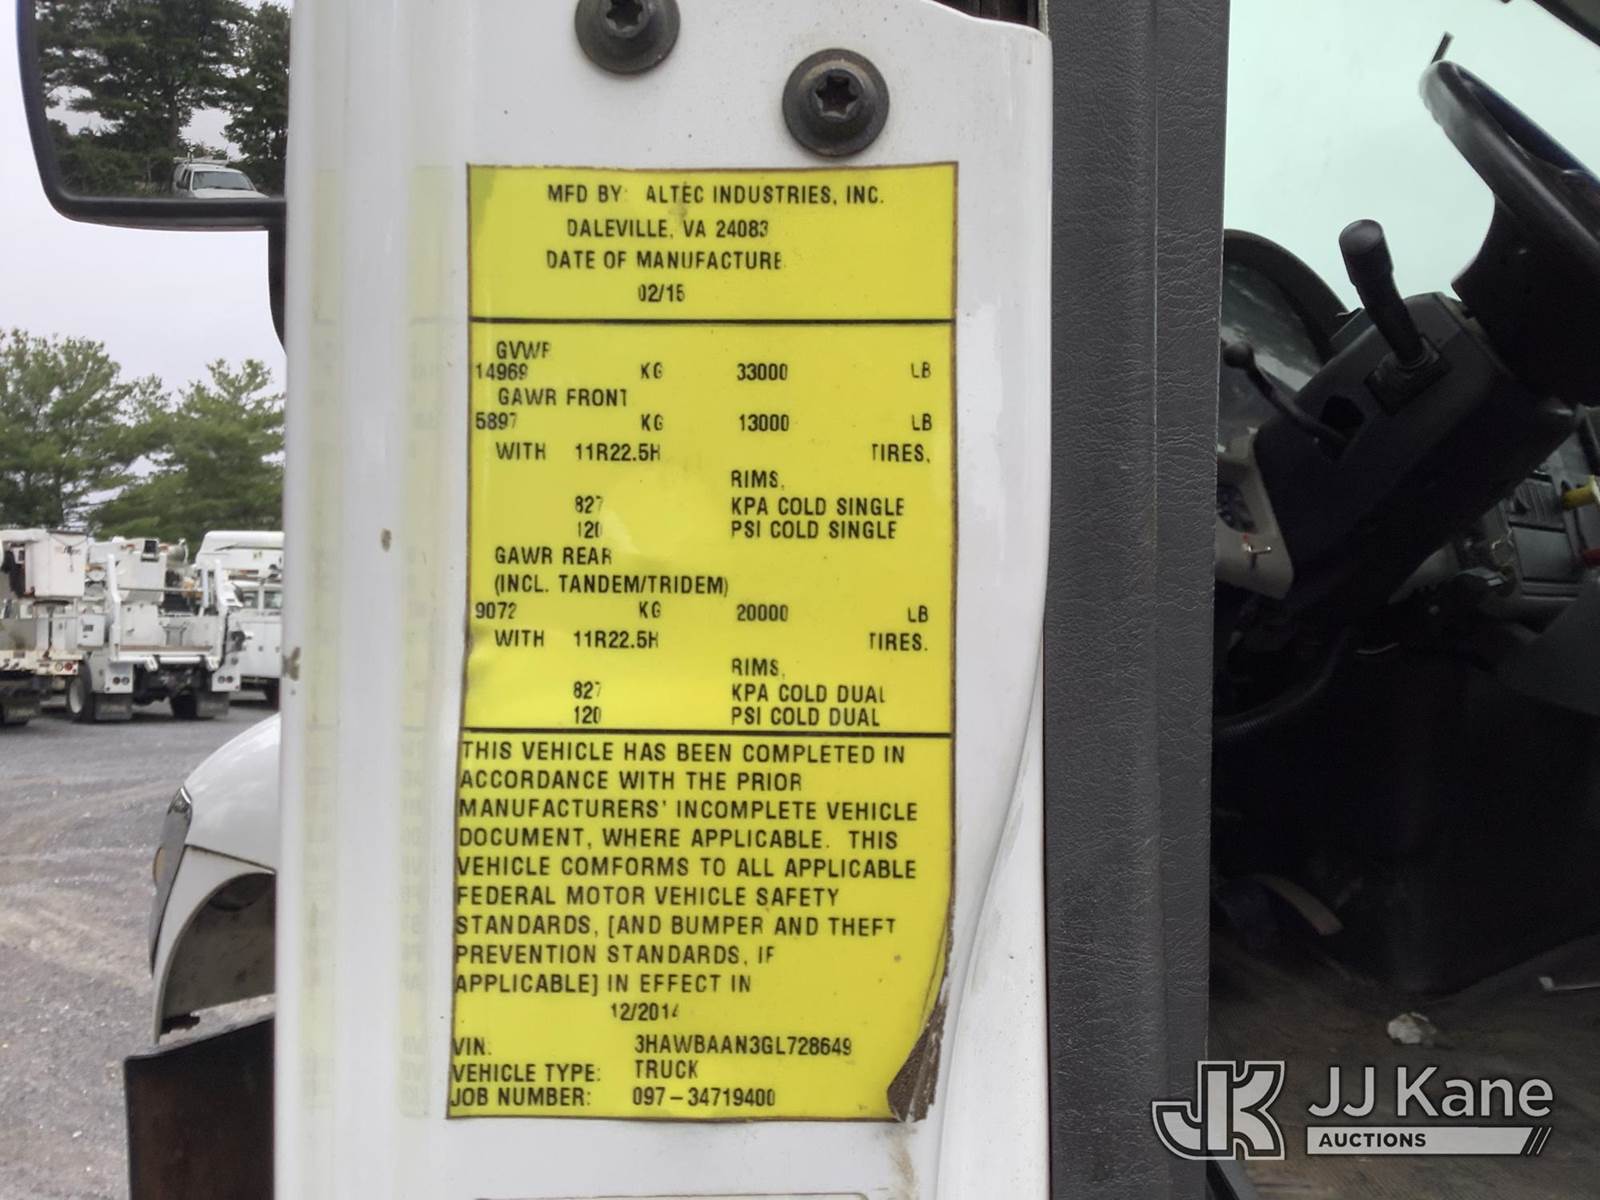 MFD BY: ALTEC INDUSTRIES, INC.
DALEVILLE, VA 24083
DATE OF MANUFACTURE
02/15
GVWR
14969 KG 33000 LB
GAWR FRONT
5897 KG 13000 LB
WITH 11R22.5H TIRES,
RIMS,
827 KPA COLD SINGLE
120 PSI COLD SINGLE
GAWR REAR
(INCL. TANDEM/TRIDEM)
9072 KG 20000 LB
WITH 11R22.5H TIRES.
RIMS,
827 KPA COLD DUAL
120 PSI COLD DUAL
THIS VEHICLE HAS BEEN COMPLETED IN
ACCORDANCE WITH THE PRIOR
MANUFACTURERS' INCOMPLETE VEHICLE
DOCUMENT, WHERE APPLICABLE. THIS
VEHICLE COMFORMS TO ALL APPLICABLE
FEDERAL MOTOR VEHICLE SAFETY
STANDARDS, [AND BUMPER AND THEFT
PREVENTION STANDARDS, IF
APPLICABLE] IN EFFECT IN
12/2014
VIN: 3HAWBAAN3GL728649
VEHICLE TYPE: TRUCK
JOB NUMBER: 097-34719400
JK JJ Kane
AUCTIONS